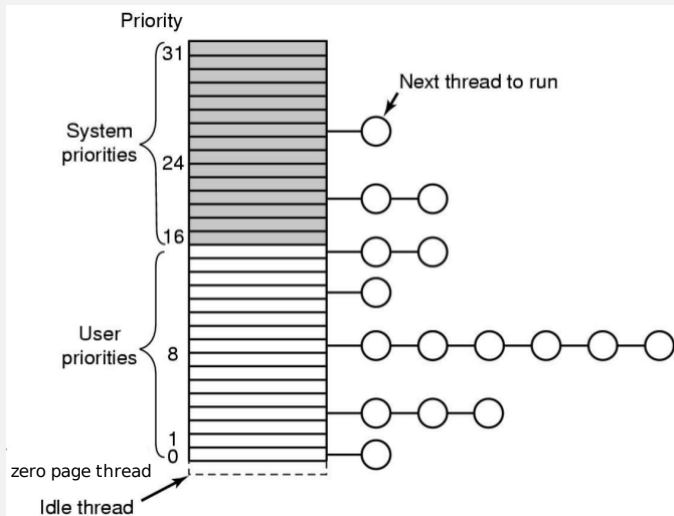 Priority
31
Next thread to run
System
priorities
24
16
User
priorities
8
1
0
zero page thread
Idle thread